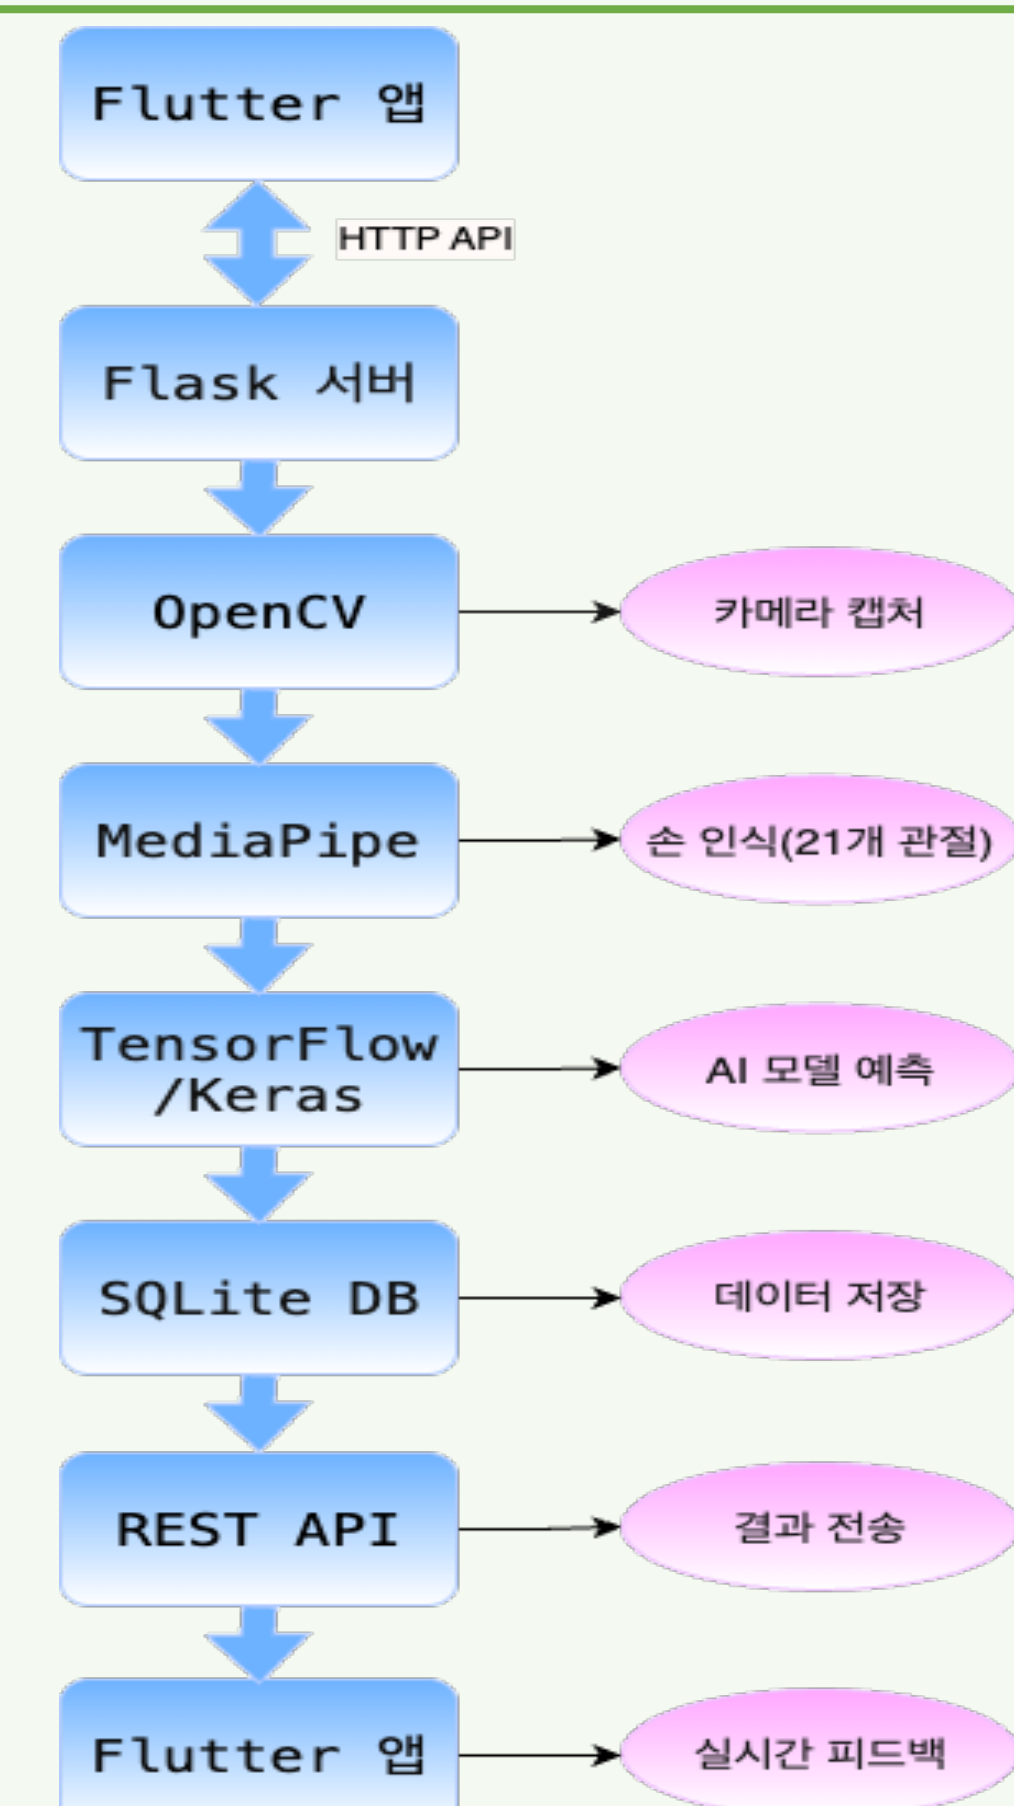 Flutter 앱
HTTP API
Flask 서버
OpenCV
카메라 캡처
MediaPipe
손 인식(21개 관절)
TensorFlow
/Keras
AI 모델 예측
SQLite DB
데이터 저장
REST API
결과 전송
Flutter 앱
실시간 피드백